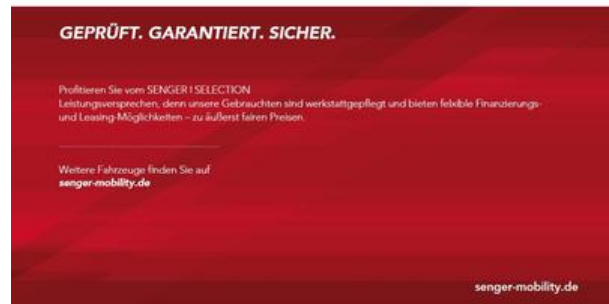 GEPRÜFT. GARANTIERT. SICHER.
Profitieren Sie vom SENGER I SELECTION
Leistungsversprechen, denn unsere Gebrauchten sind werkstattgepflegt und bieten felxible Finanzierungs-
und Leasing-Möglichkeiten – zu äußerst fairen Preisen.
Weitere Fahrzeuge finden Sie auf
senger-mobility.de
senger-mobility.de